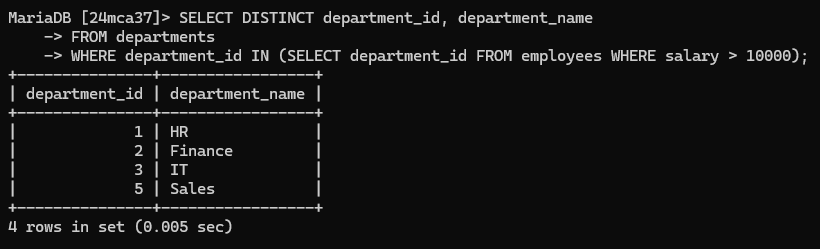 MariaDB [24mca37]> SELECT DISTINCT department_id, department_name
    -> FROM departments
    -> WHERE department_id IN (SELECT department_id FROM employees WHERE salary > 10000);
+---------------+-----------------+
| department_id | department_name |
+---------------+-----------------+
|             1 | HR              |
|             2 | Finance         |
|             3 | IT              |
|             5 | Sales           |
+---------------+-----------------+
4 rows in set (0.005 sec)